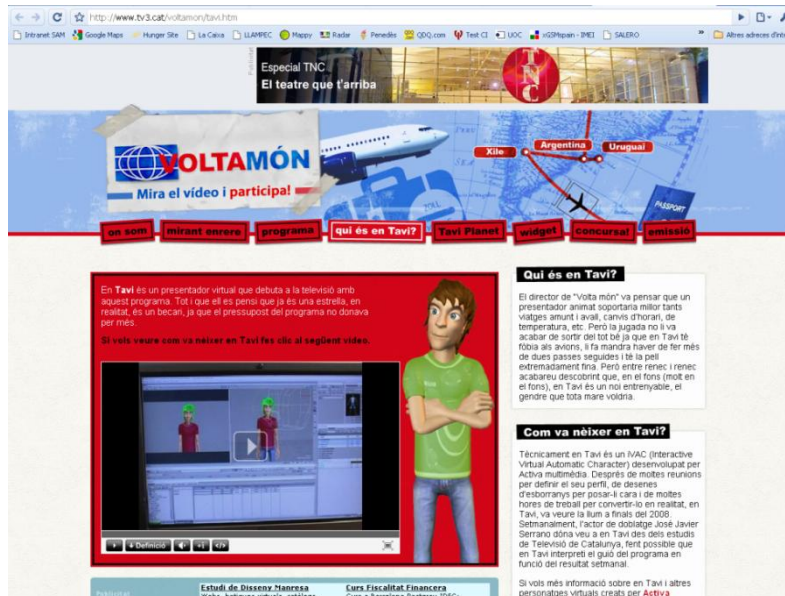 http://www.tv3.cat/voltamon/tavi.htm
Intranet SAM Google Maps Hunger Site La Caixa LLAMPEC Mappy Radar Penedès QDQ.com Test CI UOC xGSMspain - IMEI SALERO » Altres adreces d'inte
Publicitat
Especial TNC
El teatre que t'arriba
TNC
VOLTAMÓN
Mira el vídeo i participa!
Xile
Argentina
Uruguai
PASSPORT
on som
mirant enrere
programa
qui és en Tavi?
Tavi Planet
widget
concursa!
emissió
En Tavi és un presentador virtual que debuta a la televisió amb
aquest programa. Tot i que ell es pensi que ja és una estrella, en
realitat, és un becari, ja que el pressupost del programa no donava
per més.
Si vols veure com va néixer en Tavi fes clic al següent vídeo.
Definició
Qui és en Tavi?
El director de "Volta món" va pensar que un
presentador animat soportaria millor tants
viatges amunt i avall, canvis d'horari, de
temperatura, etc. Però la jugada no li va
acabar de sortir del tot bé ja que en Tavi té
fòbia als avions, li fa mandra haver de fer més
de dues passes seguides i té la pell
extremadament fina. Però entre renec i renec
acabareu descobrint que, en el fons (molt en
el fons), en Tavi és un noi entrenyable, el
gendre que tota mare voldria.
Com va nèixer en Tavi?
Tècnicament en Tavi és un IVAC (Interactive
Virtual Automatic Character) desenvolupat per
Activa multimèdia. Després de moltes reunions
per definir el seu perfil, de desenes
d'esborranys per posar-li cara i de moltes
hores de treball per convertir-lo en realitat, en
Tavi, va veure la llum a finals del 2008.
Setmanalment, l'actor de doblatge José Javier
Serrano dóna veu a en Tavi des dels estudis
de Televisió de Catalunya, fent possible que
en Tavi interpreti el guió del programa en
funció del resultat setmanal.
Si vols més informació sobre en Tavi i altres
personatges virtuals creats per Activa
Publicitat
Estudi de Disseny Manresa
Curs Fiscalitat Financera